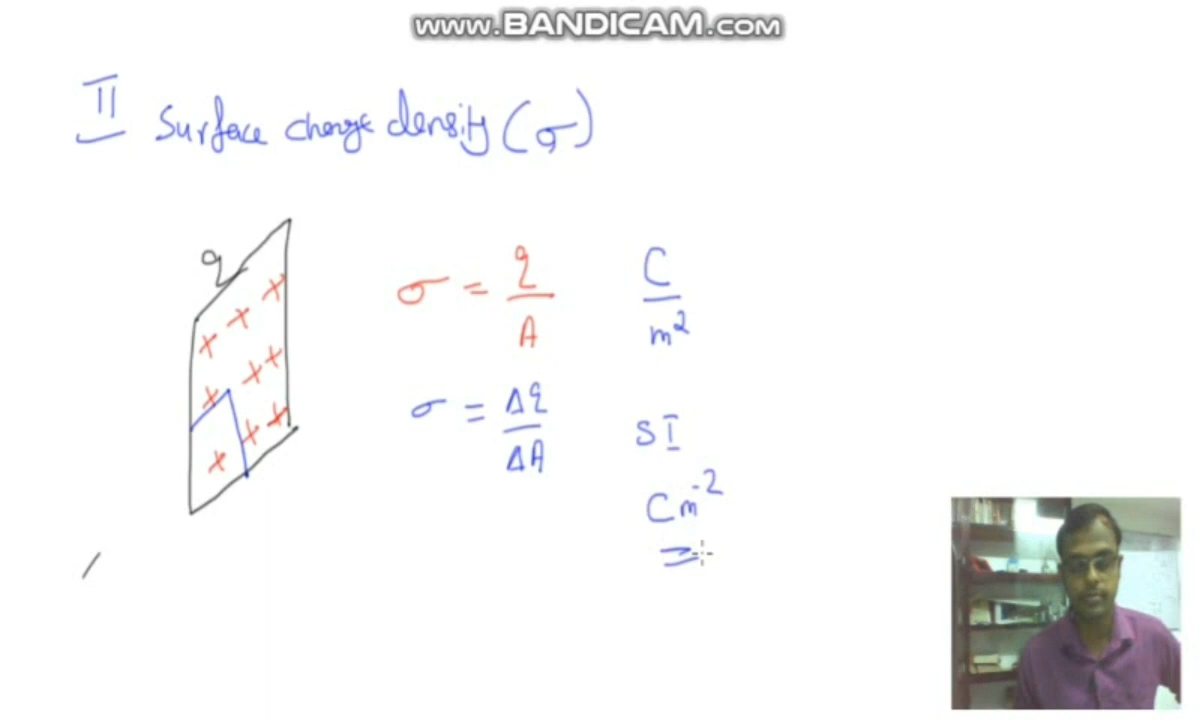 www.BANDICAM.com
II Surface charge density (σ)
q
σ = q/A
C/m²
σ = Δq/ΔA
SI
Cm⁻²